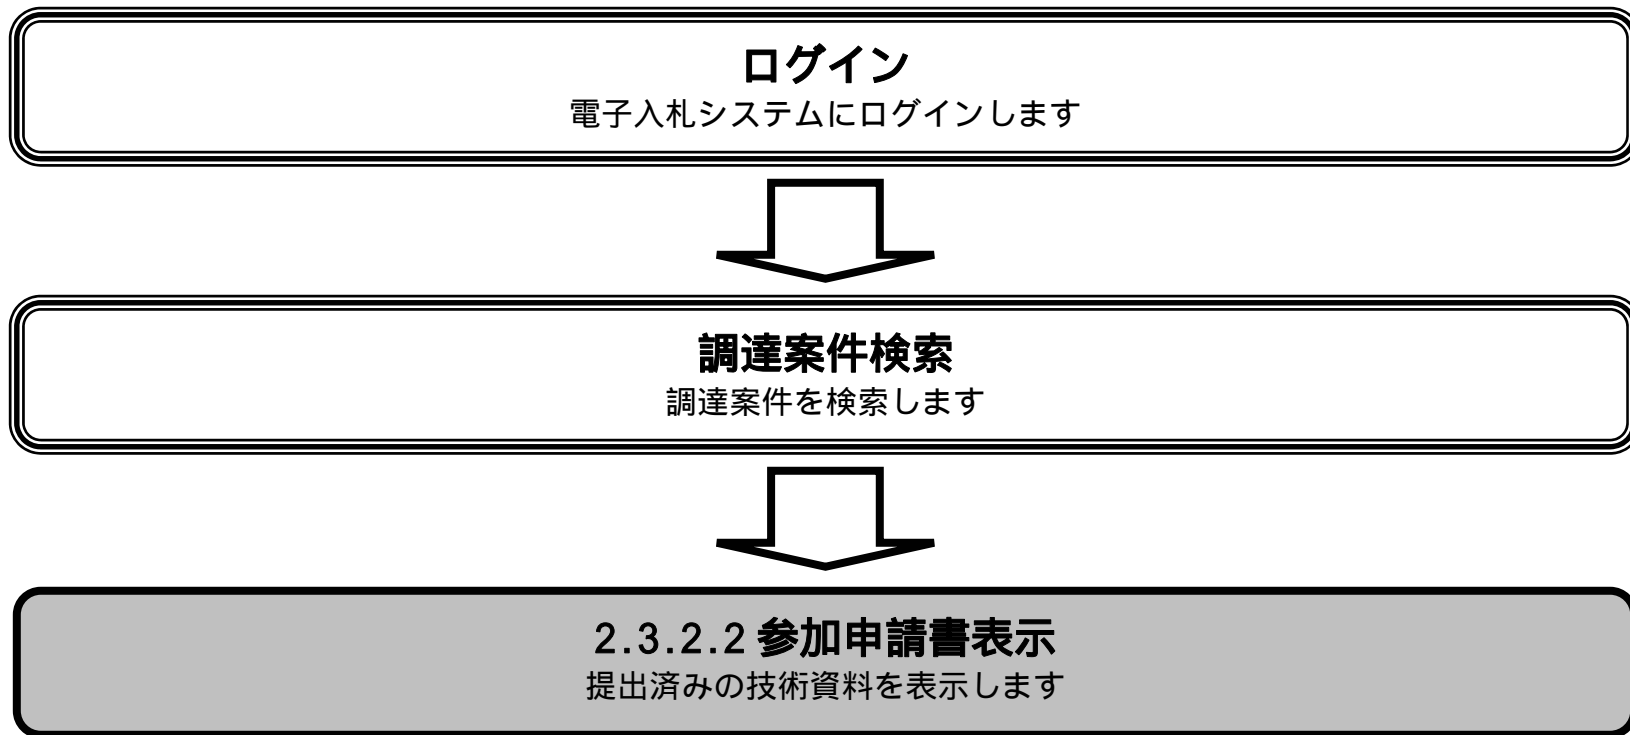 ログイン
電子入札システムにログインします
調達案件検索
調達案件を検索します
2.3.2.2 参加申請書表示
提出済みの技術資料を表示します